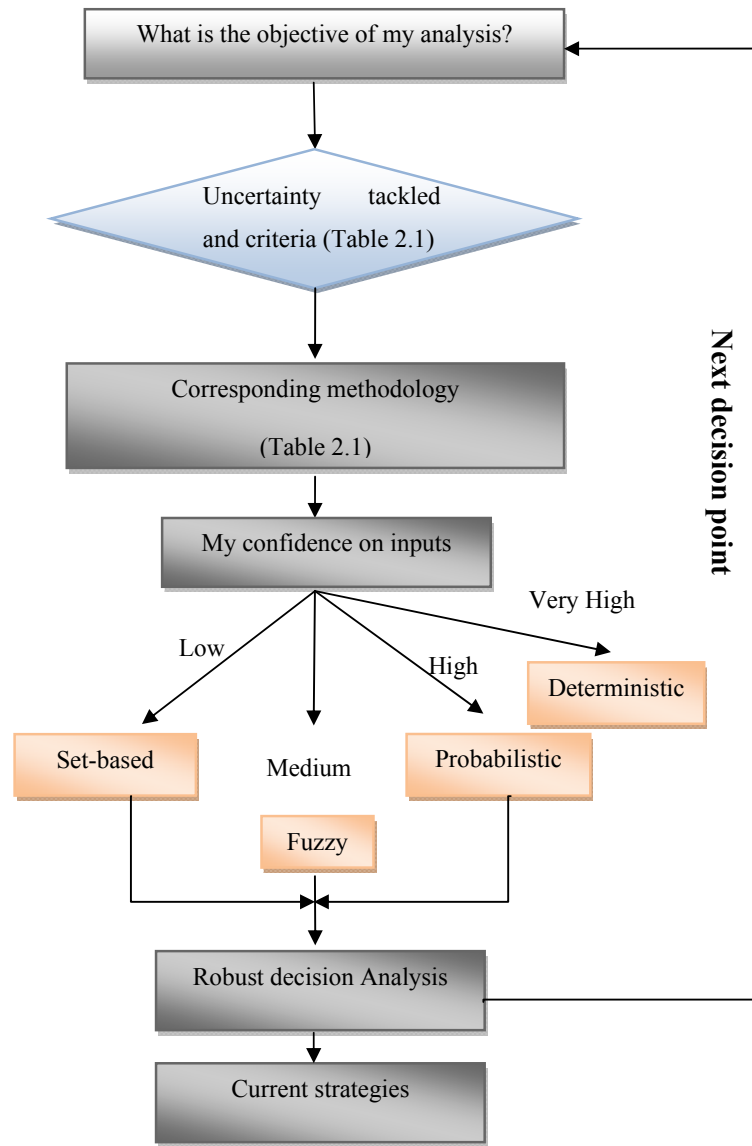 What is the objective of my analysis?
Uncertainty tackled
and criteria (Table 2.1)
Corresponding methodology
(Table 2.1)
Next decision point
My confidence on inputs
Very High
Low
High
Deterministic
Set-based
Medium
Probabilistic
Fuzzy
Robust decision Analysis
Current strategies